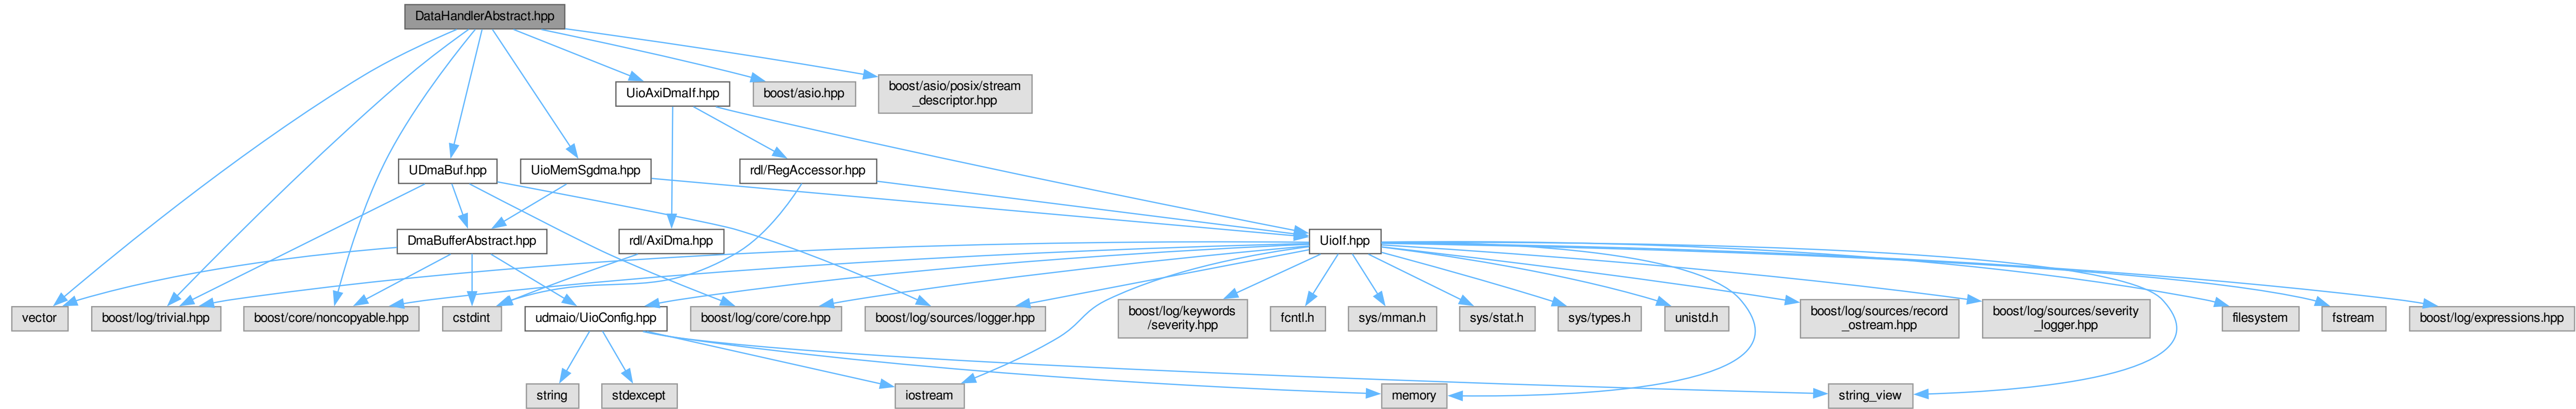 DataHandlerAbstract.hpp
UioAxiDmaIf.hpp
boost/asio.hpp
boost/asio/posix/stream
_descriptor.hpp
UDmaBuf.hpp
UioMemSgdma.hpp
rdl/RegAccessor.hpp
DmaBufferAbstract.hpp
rdl/AxiDma.hpp
UioIf.hpp
vector
boost/log/trivial.hpp
boost/core/noncopyable.hpp
cstdint
udmaio/UioConfig.hpp
boost/log/core/core.hpp
boost/log/sources/logger.hpp
boost/log/keywords
/severity.hpp
fcntl.h
sys/mman.h
sys/stat.h
sys/types.h
unistd.h
boost/log/sources/record
_ostream.hpp
boost/log/sources/severity
_logger.hpp
filesystem
fstream
boost/log/expressions.hpp
string
stdexcept
iostream
memory
string_view